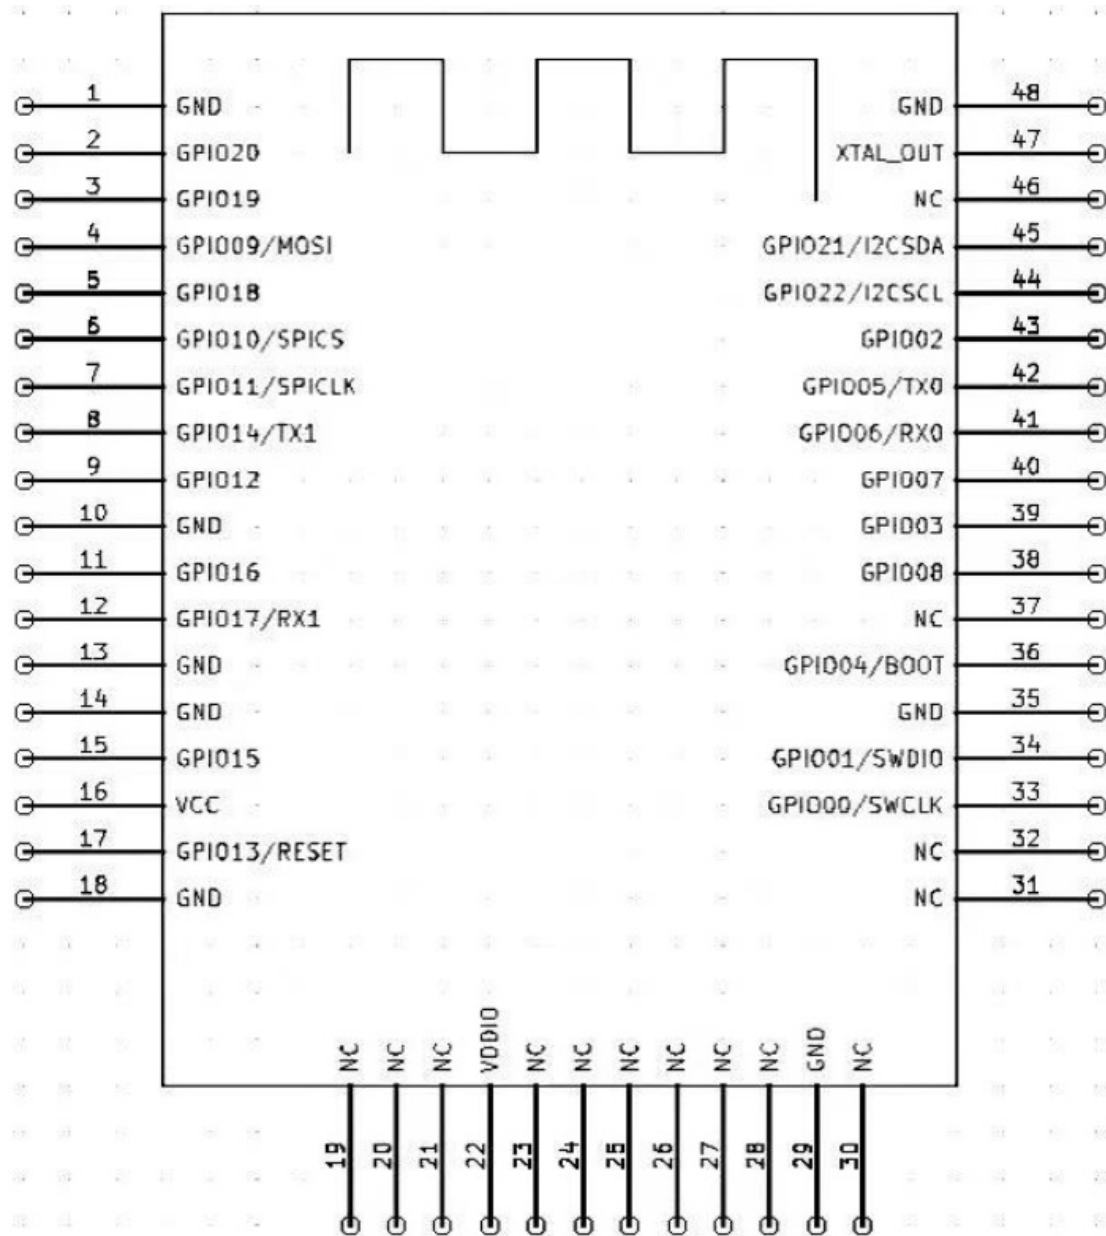 1 GND GND 48
2 GPIO20 XTAL_OUT 47
3 GPIO19 NC 46
4 GPIO09/MOSI GPIO21/I2CSDA 45
5 GPIO18 GPIO22/I2CSCL 44
6 GPIO10/SPICS GPIO02 43
7 GPIO11/SPICLK GPIO05/TX0 42
8 GPIO14/TX1 GPIO06/RX0 41
9 GPIO12 GPIO07 40
10 GND GPIO03 39
11 GPIO16 GPIO08 38
12 GPIO17/RX1 NC 37
13 GND GPIO04/BOOT 36
14 GND GND 35
15 GPIO15 GPIO01/SWDIO 34
16 VCC GPIO00/SWCLK 33
17 GPIO13/RESET NC 32
18 GND NC 31
NC NC NC VDDIO NC NC NC NC NC NC GND NC
19 20 21 22 23 24 25 26 27 28 29 30